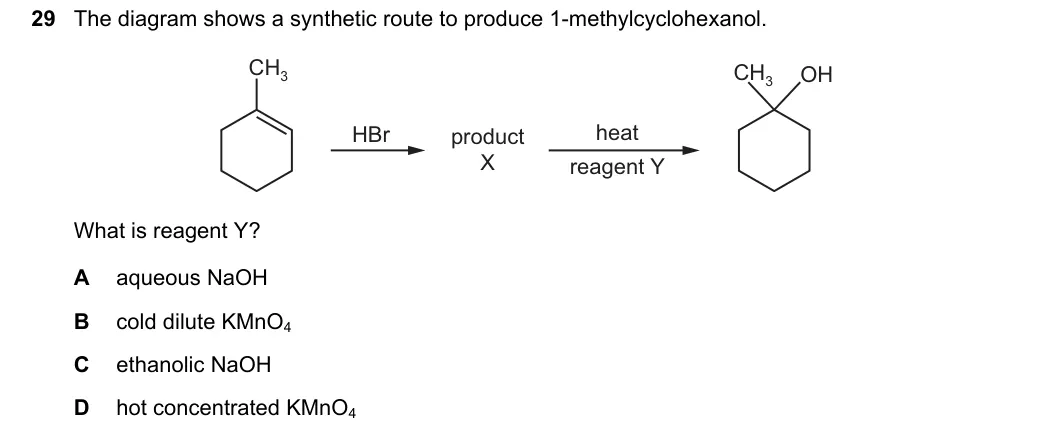 29 The diagram shows a synthetic route to produce 1-methylcyclohexanol.
CH₃
HBr
product
X
heat
reagent Y
CH₃ OH
What is reagent Y?
A aqueous NaOH
B cold dilute KMnO₄
C ethanolic NaOH
D hot concentrated KMnO₄